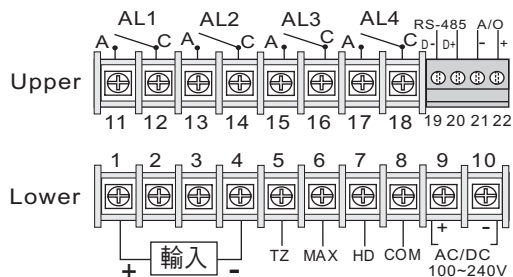 AL1 AL2 AL3 AL4 RS-485 A/O
A C A C A C A C D- D+ - +
Upper
11 12 13 14 15 16 17 18 19 20 21 22
1 2 3 4 5 6 7 8 9 10
Lower
+ 輸入 - TZ MAX HD COM + -
AC/DC
100~240V